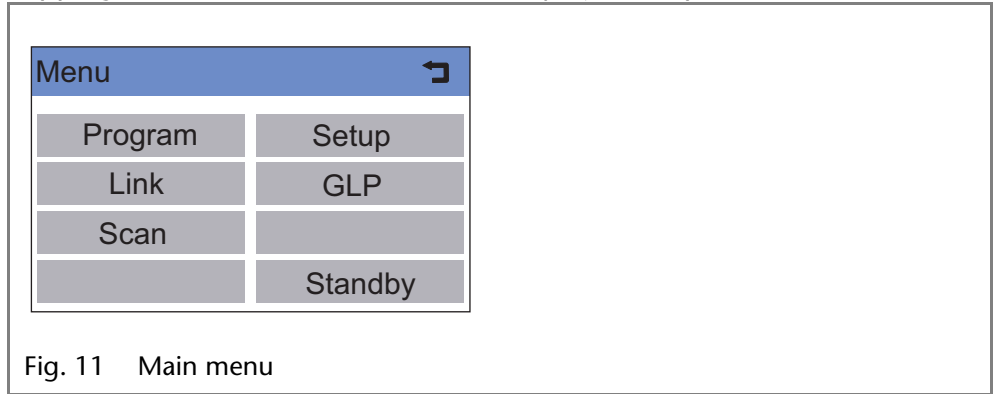 Menu
Program Setup
Link GLP
Scan
Standby
Fig. 11 Main menu